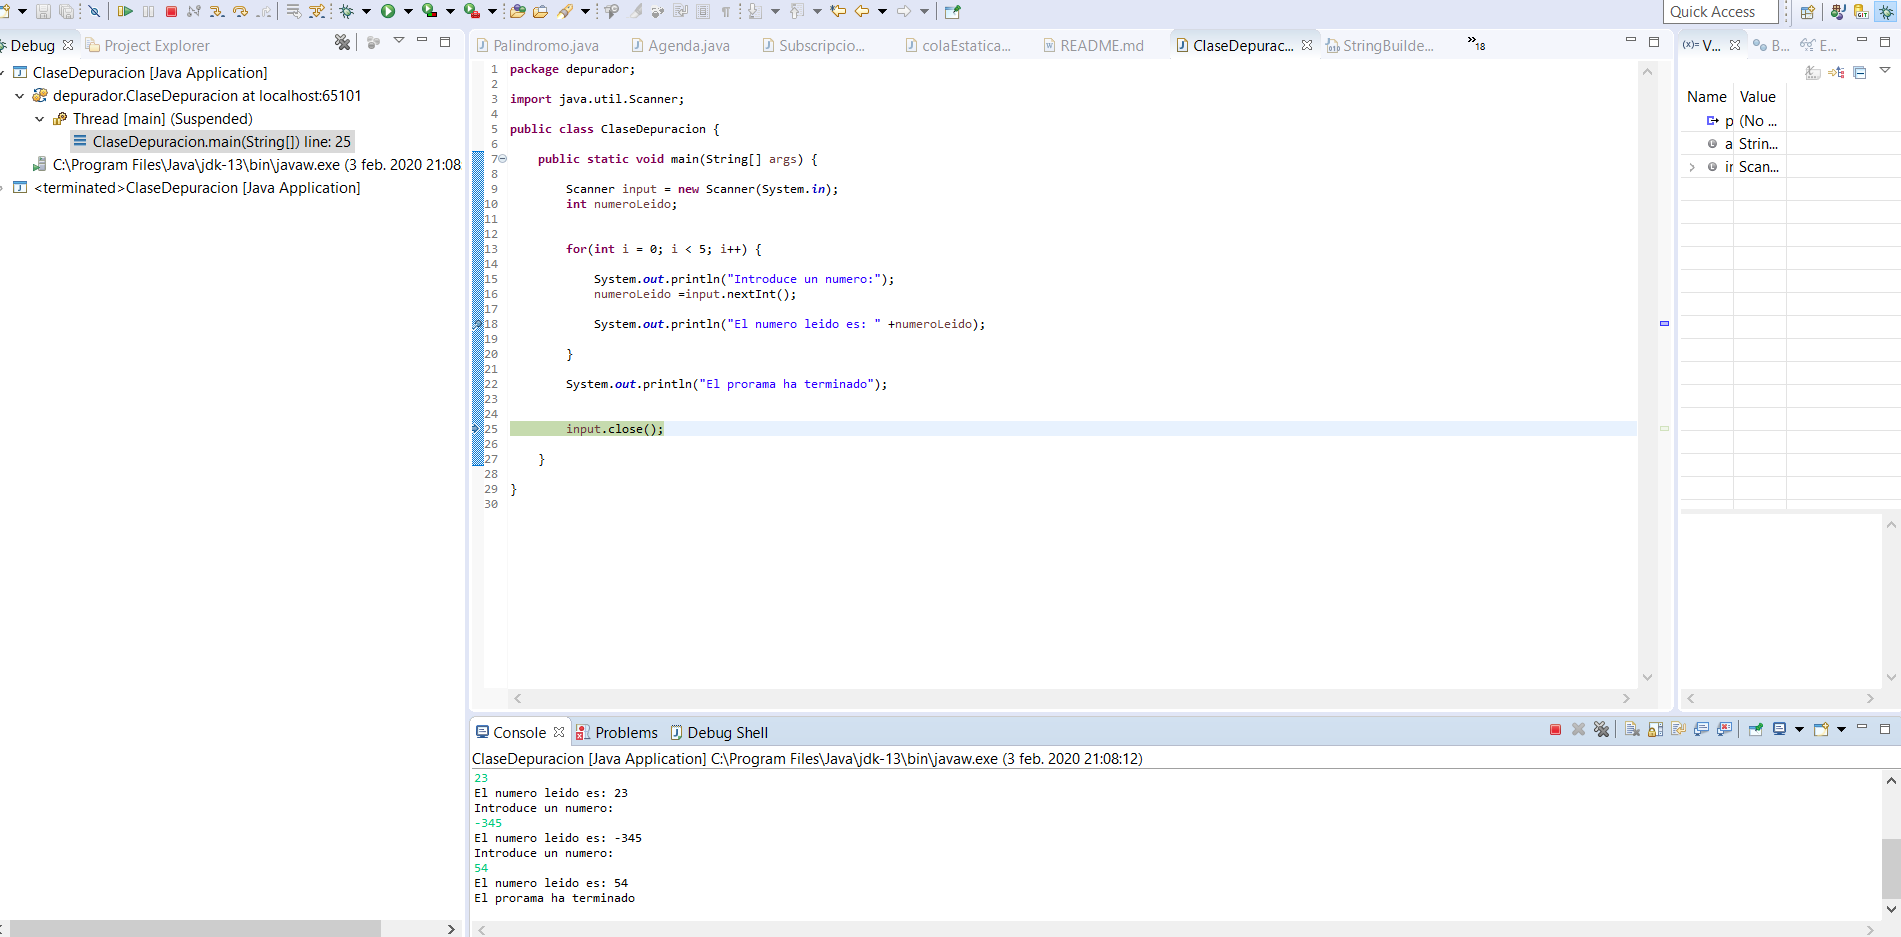 Quick Access
Debug
Project Explorer
ClaseDepuracion [Java Application]
depurador.ClaseDepuracion at localhost:65101
Thread [main] (Suspended)
ClaseDepuracion.main(String[]) line: 25
C:\Program Files\Java\jdk-13\bin\javaw.exe (3 feb. 2020 21:08
<terminated>ClaseDepuracion [Java Application]
Palindromo.java
Agenda.java
Subscripcio...
colaEstatica...
README.md
ClaseDepurac...
StringBuilde...
»18
1 package depurador;
2
3 import java.util.Scanner;
4
5 public class ClaseDepuracion {
6
7 public static void main(String[] args) {
8
9 Scanner input = new Scanner(System.in);
10 int numeroLeido;
11
12
13 for(int i = 0; i < 5; i++) {
14
15 System.out.println("Introduce un numero:");
16 numeroLeido =input.nextInt();
17
18 System.out.println("El numero leido es: " +numeroLeido);
19
20 }
21
22 System.out.println("El prorama ha terminado");
23
24
25 input.close();
26
27 }
28
29 }
30
(x)= V...
B...
E...
Name Value
p (No ...
a Strin...
ir Scan...
Console
Problems
Debug Shell
ClaseDepuracion [Java Application] C:\Program Files\Java\jdk-13\bin\javaw.exe (3 feb. 2020 21:08:12)
23
El numero leido es: 23
Introduce un numero:
-345
El numero leido es: -345
Introduce un numero:
54
El numero leido es: 54
El prorama ha terminado